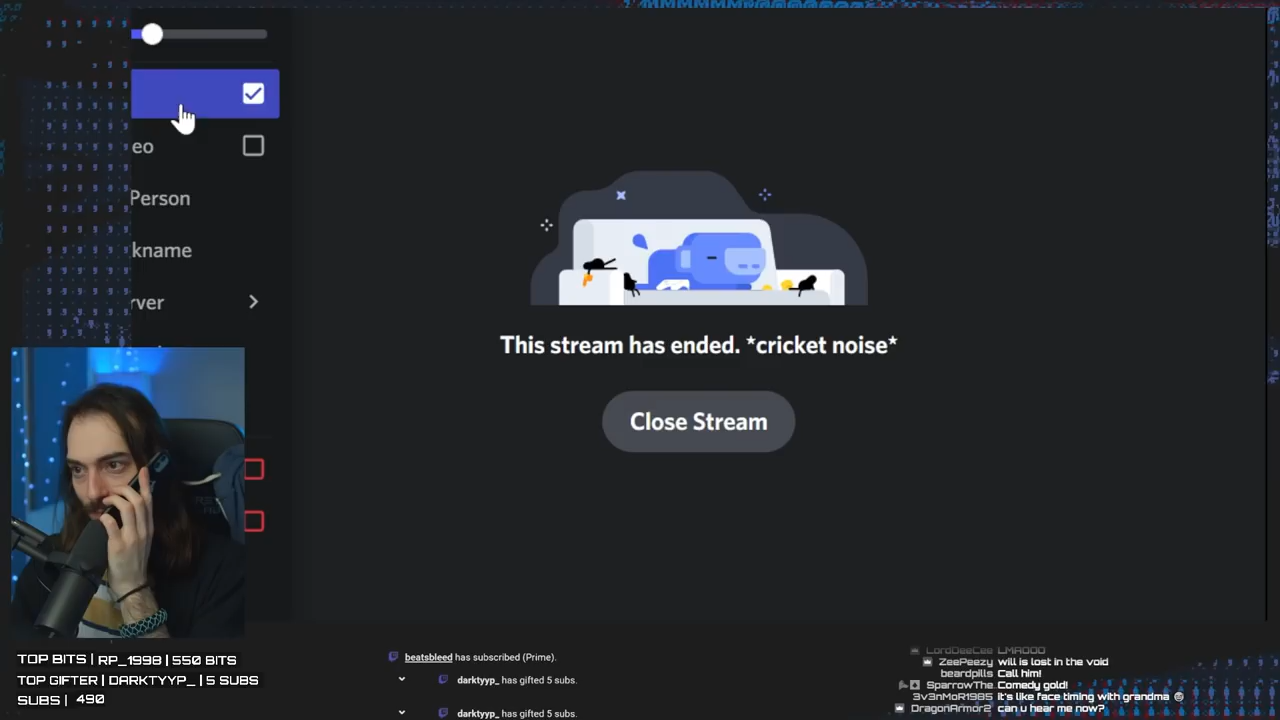 eo
Person
kname
rver
This stream has ended. *cricket noise*
Close Stream
TOP BITS | RP_1998 | 550 BITS
TOP GIFTER | DARKTYYP_ | 5 SUBS
SUBS | 490
beatsbleed has subscribed (Prime).
darktyyp_ has gifted 5 subs.
darktyyp_ has gifted 5 subs.
LordDeeCee LMAOOO
ZeePeezy will is lost in the void
beardpills Call him!
SparrowThe Comedy gold!
3v3nMoR1985 it's like face timing with grandma
DragonArmor2 can u hear me now?